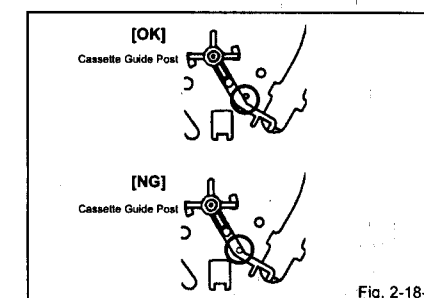 [OK]
Cassette Guide Post
[NG]
Cassette Guide Post
Fig. 2-18-